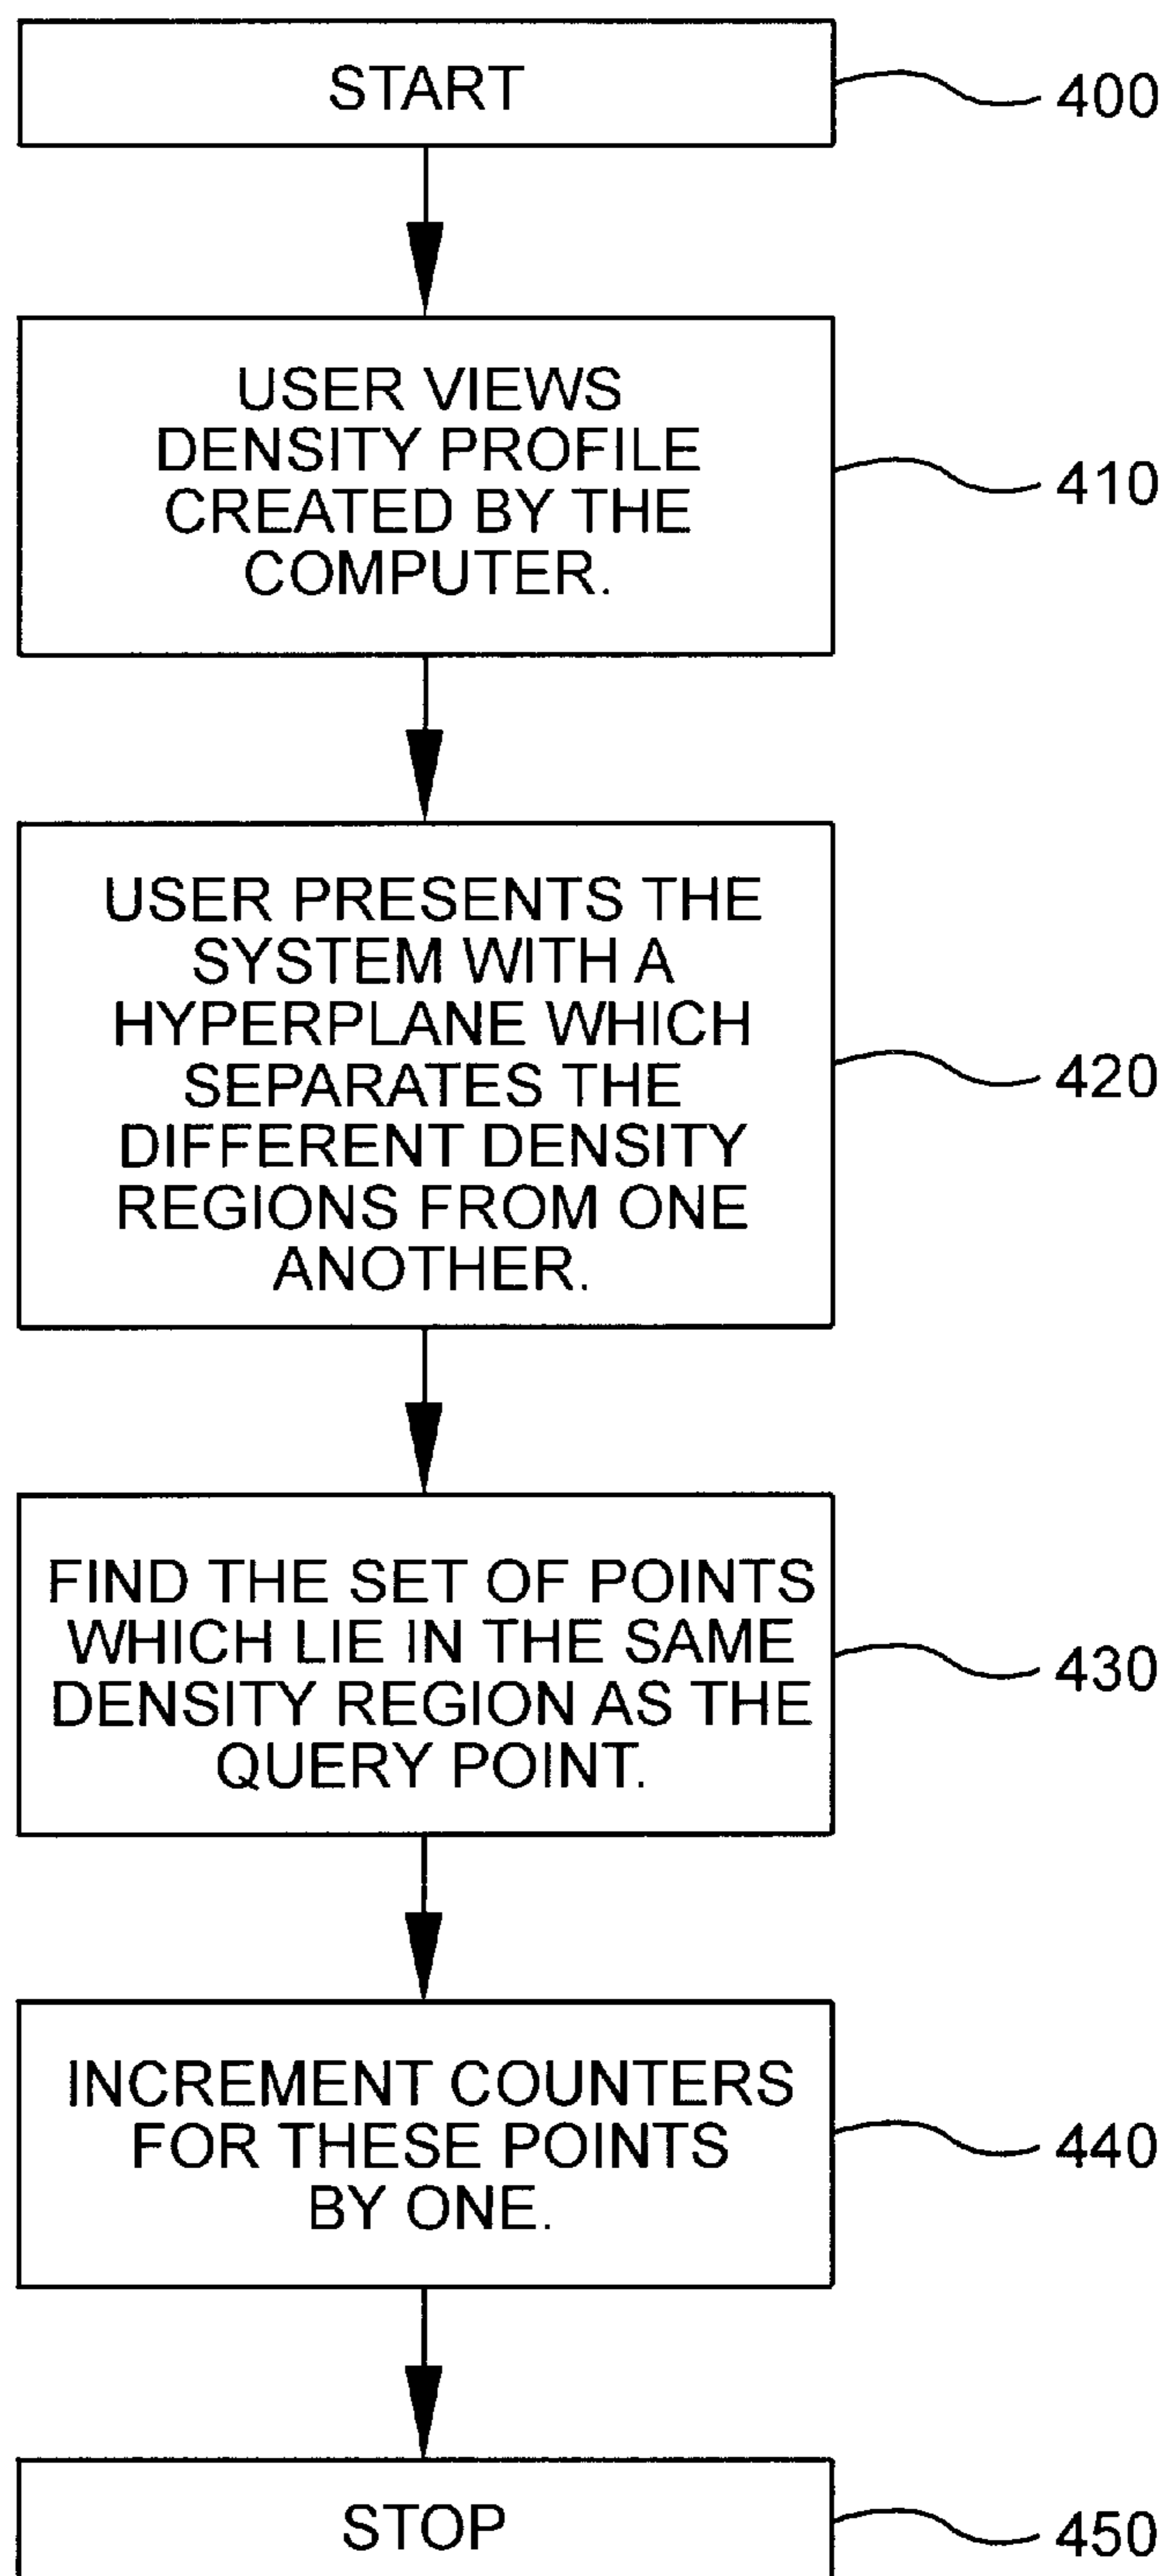 START
400
USER VIEWS
DENSITY PROFILE
CREATED BY THE
COMPUTER.
410
USER PRESENTS THE
SYSTEM WITH A
HYPERPLANE WHICH
SEPARATES THE
DIFFERENT DENSITY
REGIONS FROM ONE
ANOTHER.
420
FIND THE SET OF POINTS
WHICH LIE IN THE SAME
DENSITY REGION AS THE
QUERY POINT.
430
INCREMENT COUNTERS
FOR THESE POINTS
BY ONE.
440
STOP
450